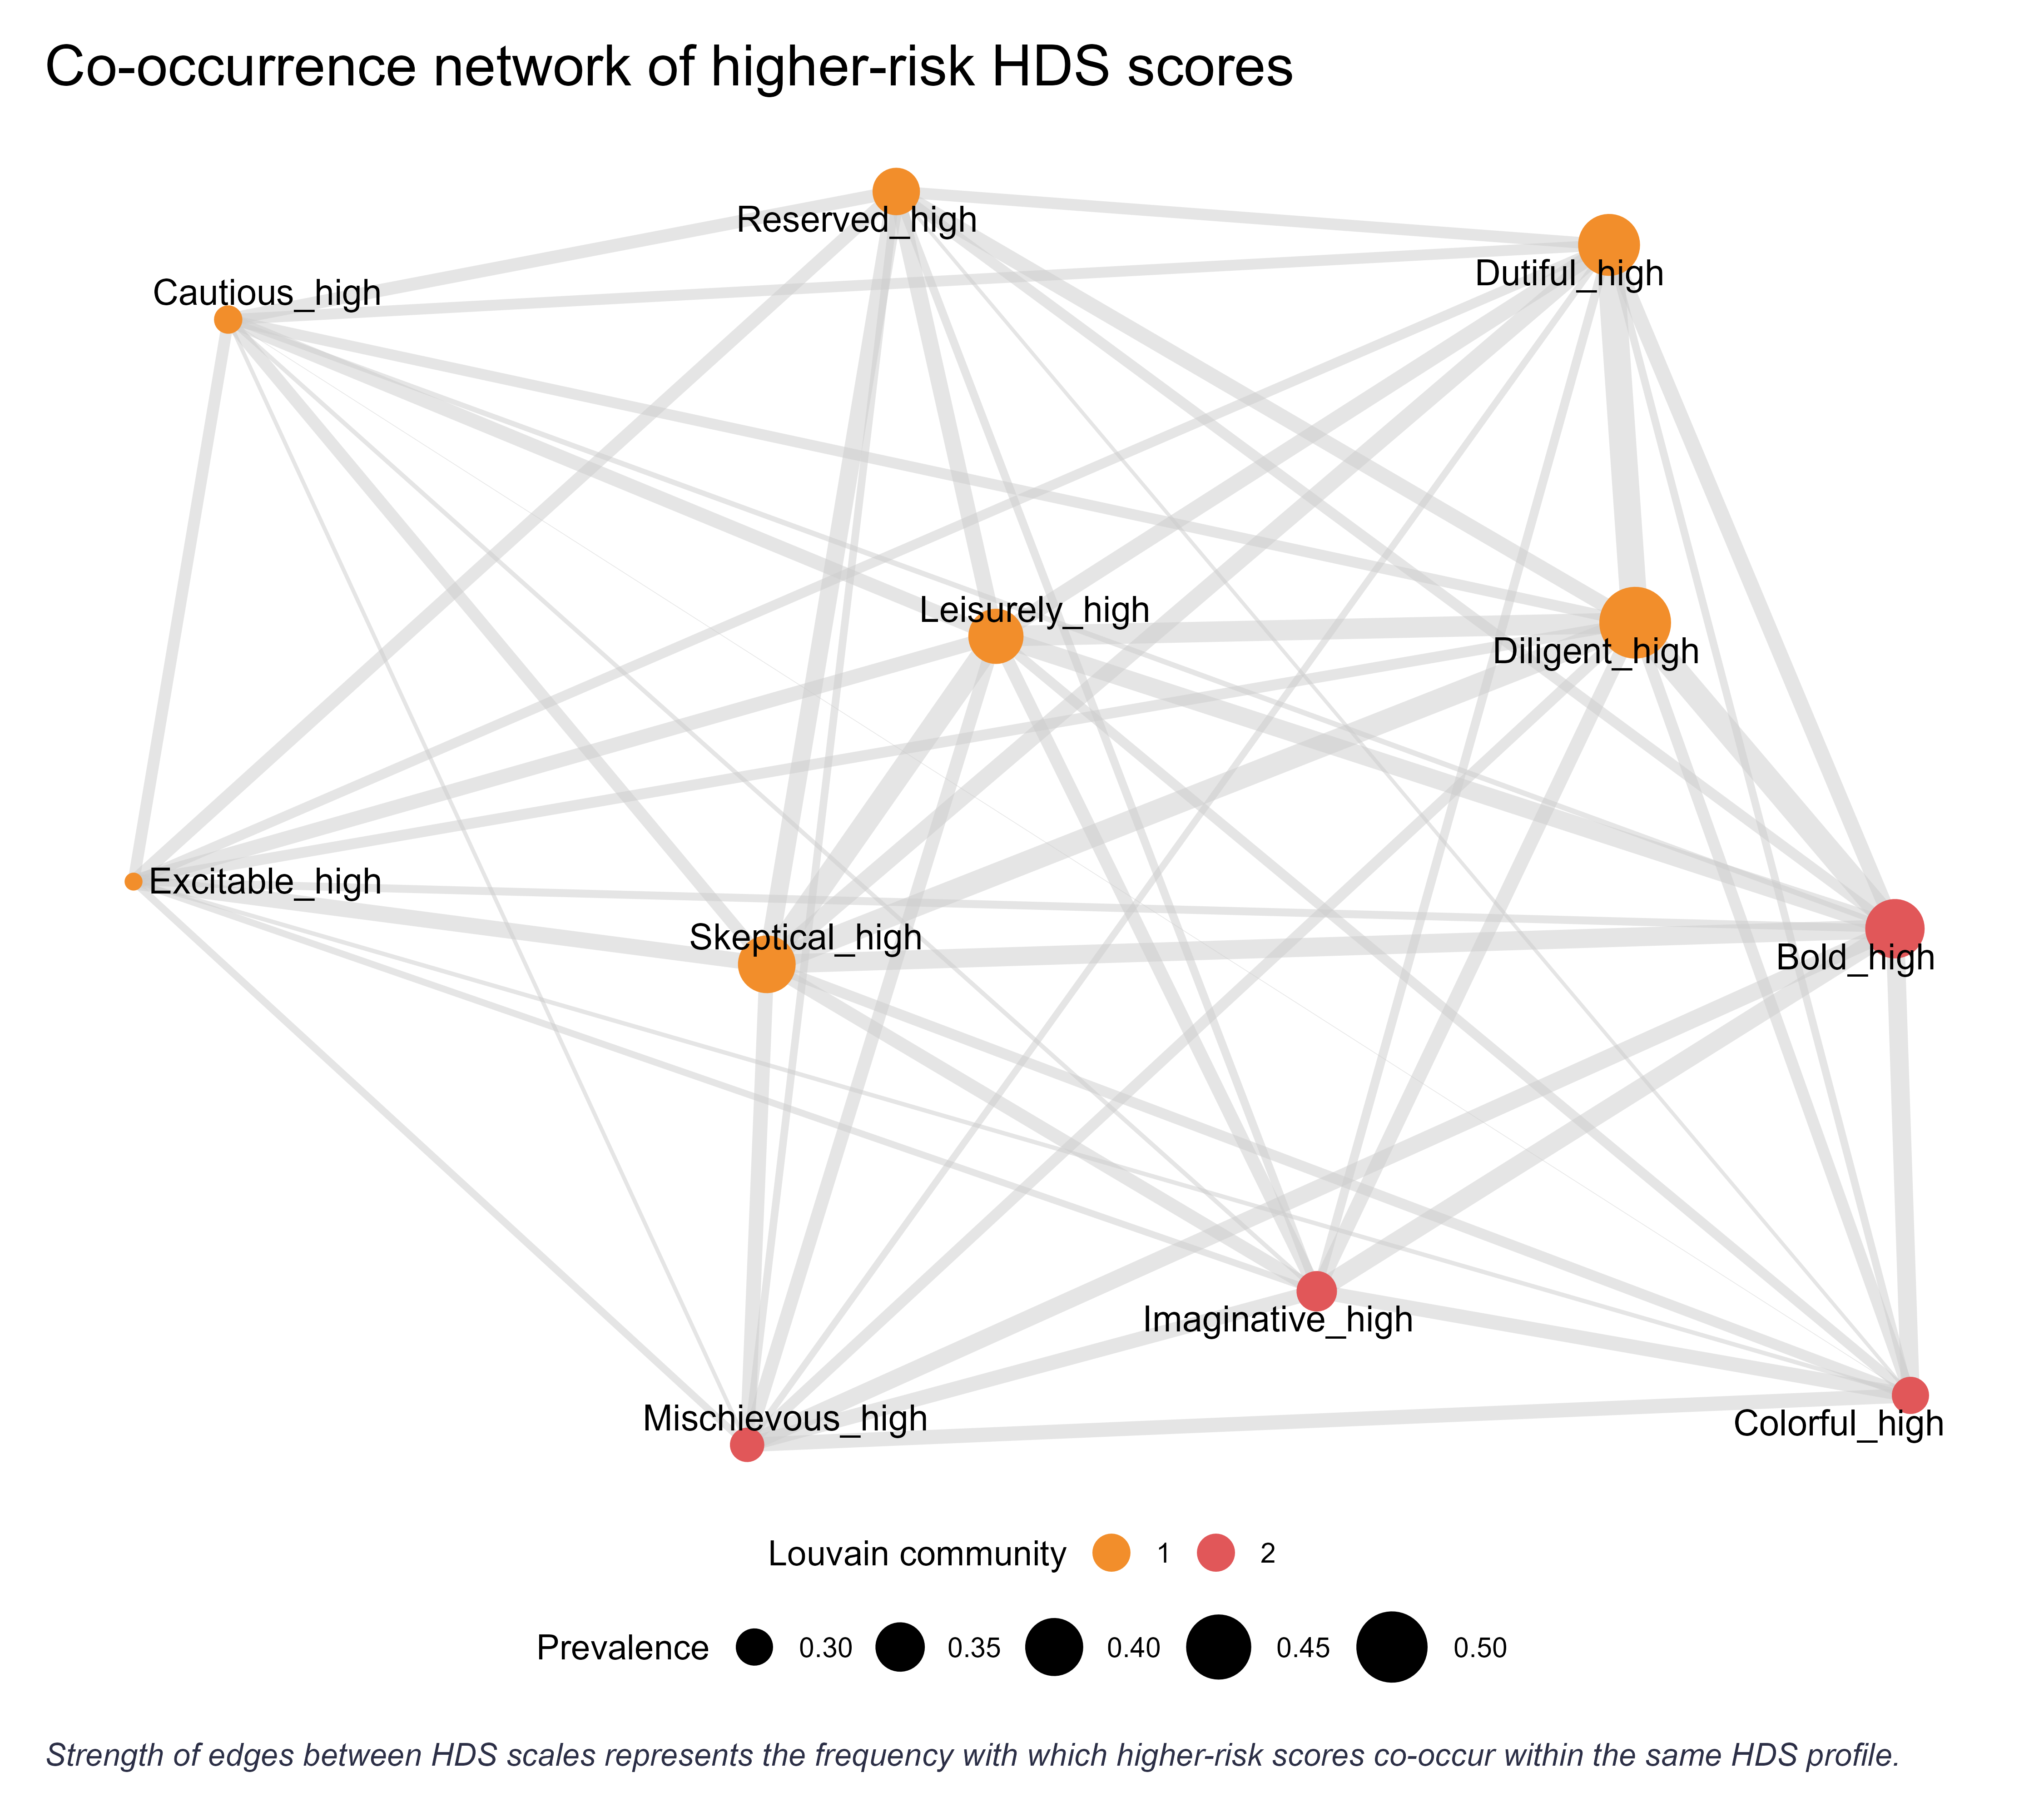 Co-occurrence network of higher-risk HDS scores
Reserved_high
Dutiful_high
Cautious_high
Leisurely_high
Diligent_high
Excitable_high
Skeptical_high
Bold_high
Imaginative_high
Mischievous_high
Colorful_high
Louvain community 1 2
Prevalence 0.30 0.35 0.40 0.45 0.50
Strength of edges between HDS scales represents the frequency with which higher-risk scores co-occur within the same HDS profile.